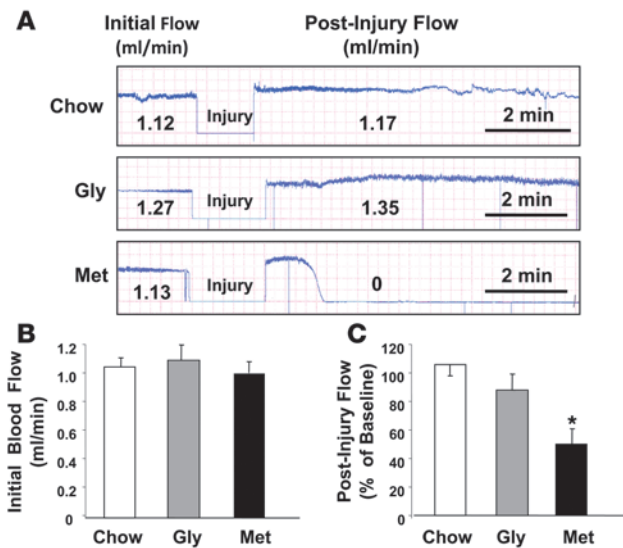 A
Initial Flow
(ml/min)
Post-Injury Flow
(ml/min)
Chow
Injury
1.12
1.17
2 min
Gly
Injury
1.27
1.35
2 min
Met
Injury
1.13
0
2 min
B
Initial Blood Flow
(ml/min)
1.2
1.0
0.8
0.6
0.4
0.2
0
Chow Gly Met
C
Post-Injury Flow
(% of Baseline)
120
100
80
60
40
20
0
*
Chow Gly Met